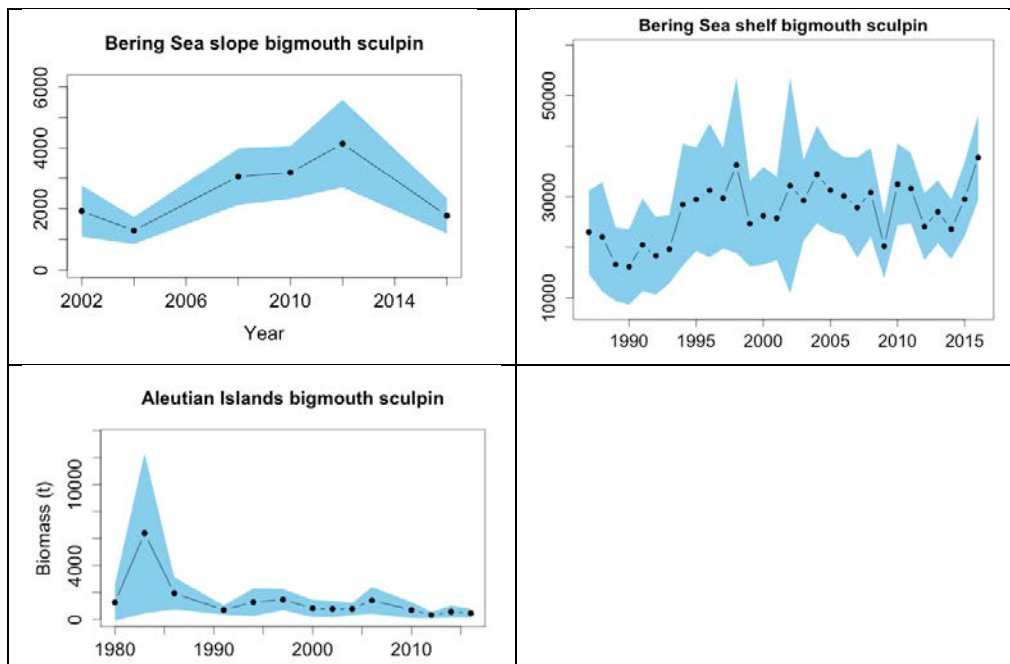 Bering Sea slope bigmouth sculpin
6000
4000
2000
0
2002 2006 2010 2014
Year
Bering Sea shelf bigmouth sculpin
50000
30000
10000
1990 1995 2000 2005 2010 2015
Aleutian Islands bigmouth sculpin
Biomass (t)
10000
4000
0
1980 1990 2000 2010